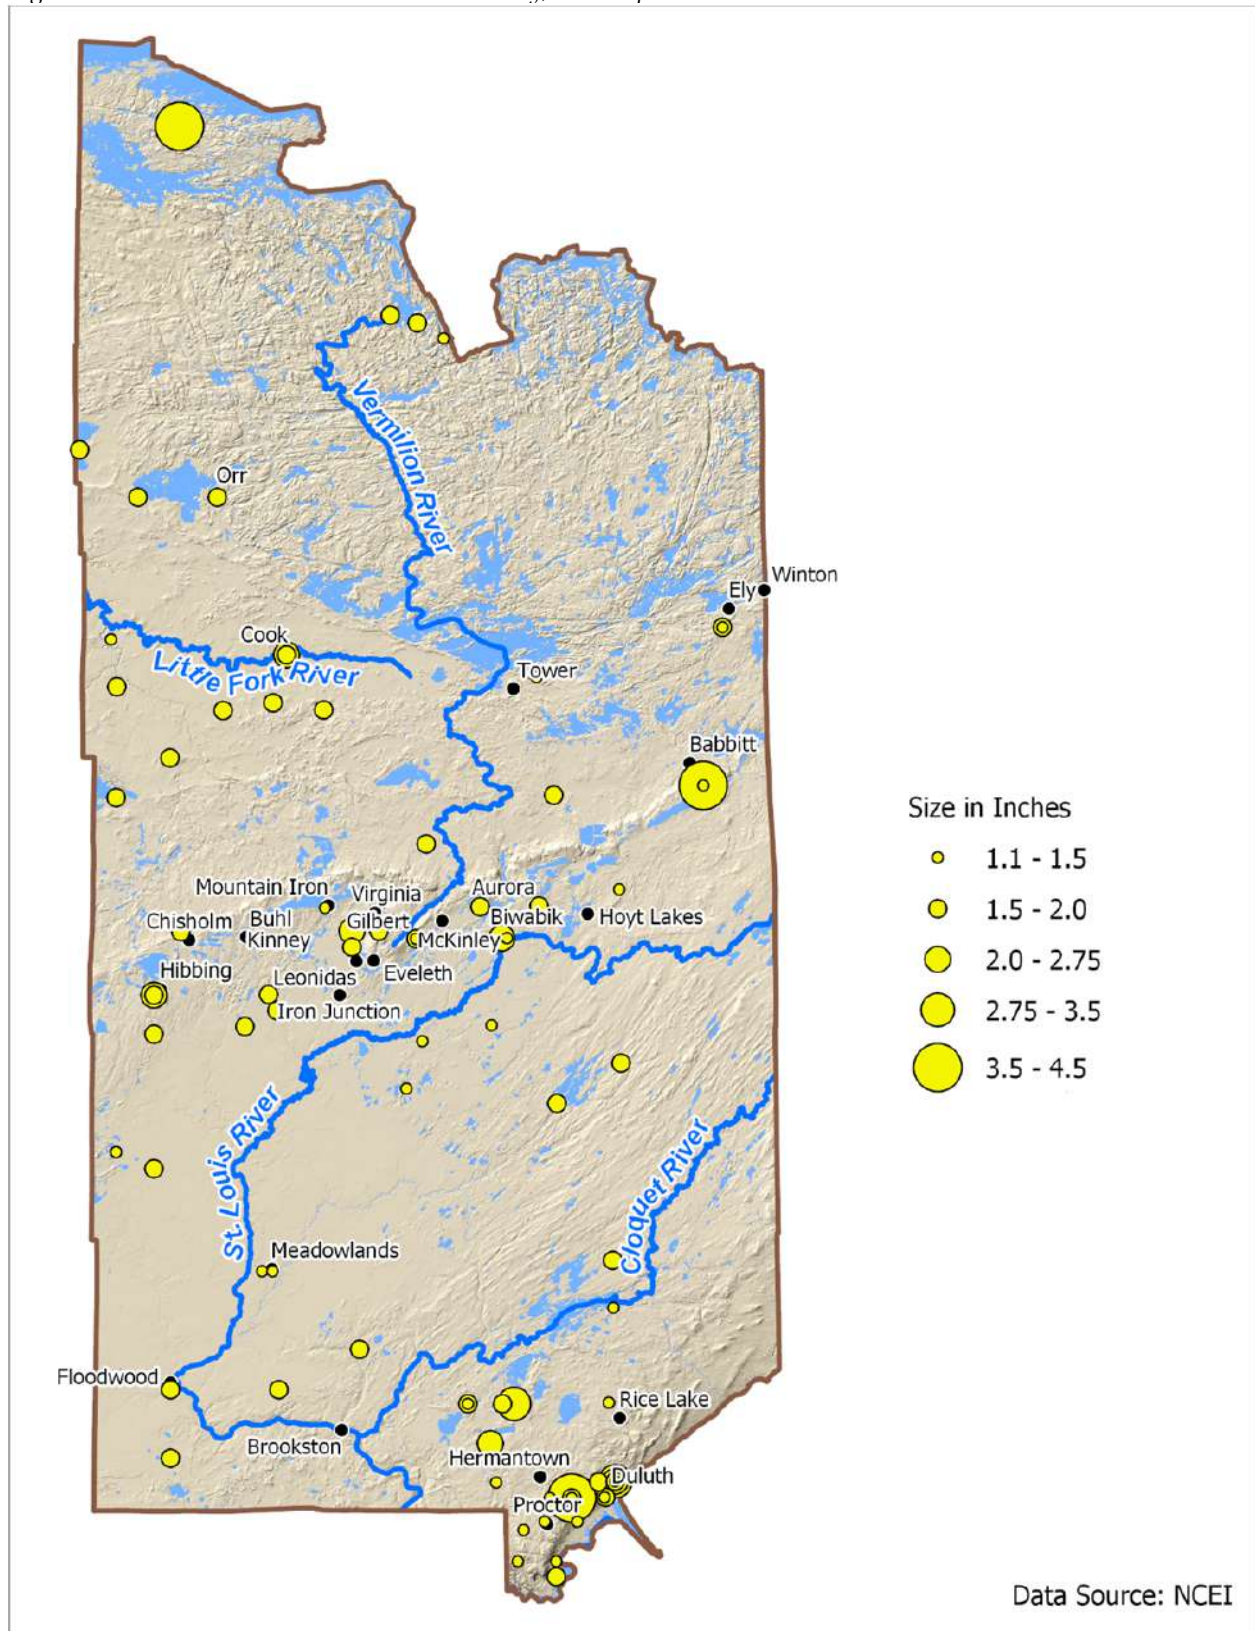 Orr
Vermilion River
Winton
Ely
Cook
Little Fork River
Tower
Babbitt
Size in Inches
1.1 - 1.5
1.5 - 2.0
2.0 - 2.75
2.75 - 3.5
3.5 - 4.5
Mountain Iron
Virginia
Aurora
Chisholm
Buhl
Gilbert
Biwabik
Hoyt Lakes
Kinney
McKinley
Hibbing
Leonidas
Eveleth
Iron Junction
St. Louis River
Cloquet River
Meadowlands
Floodwood
Rice Lake
Brookston
Hermantown
Duluth
Proctor
Data Source: NCEI